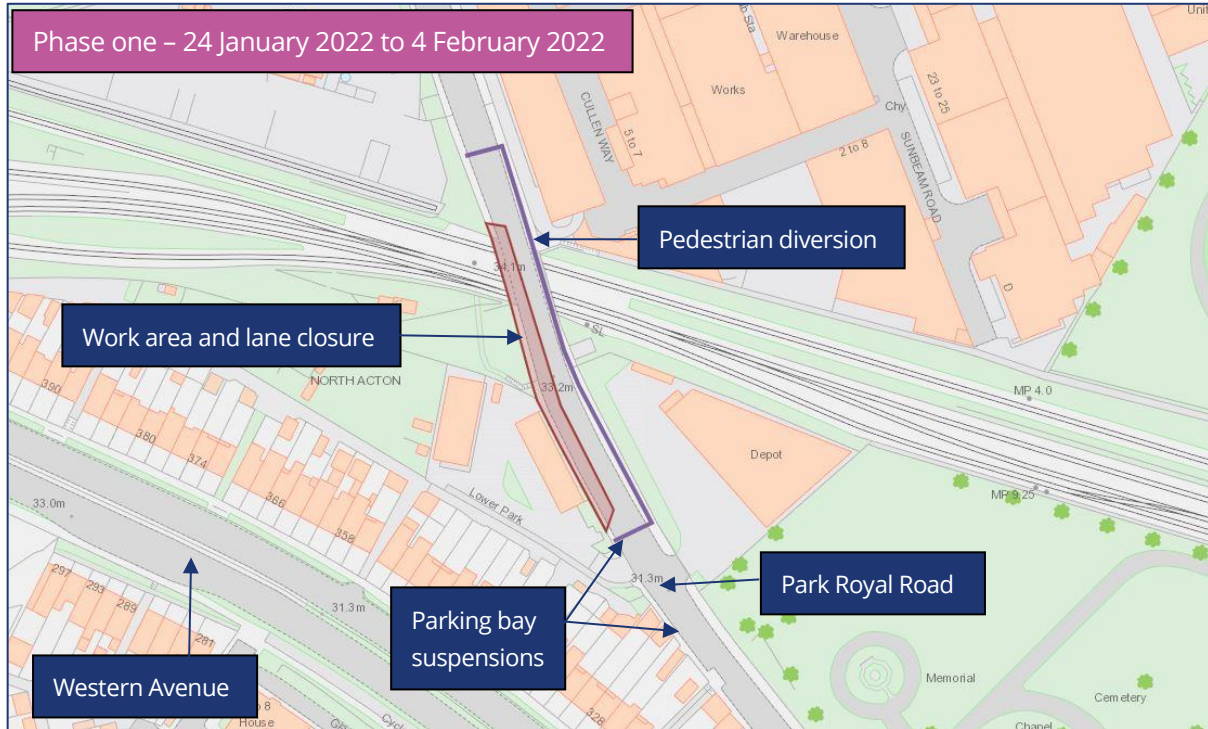 Phase one – 24 January 2022 to 4 February 2022
Warehouse
Works
Chy
23 to 25
CULLEN WAY
5 to 7
2 to 8
SUNBEAM ROAD
D
Pedestrian diversion
34.1m
SL
Work area and lane closure
33.2m
NORTH ACTON
390
380
374
366
358
MP 4.0
Depot
MP 9.25
Lower Park
33.0m
297
293
289
281
31.3m
31.3m
Park Royal Road
Parking bay
suspensions
Western Avenue
328
Memorial
Cemetery
Chapel
House